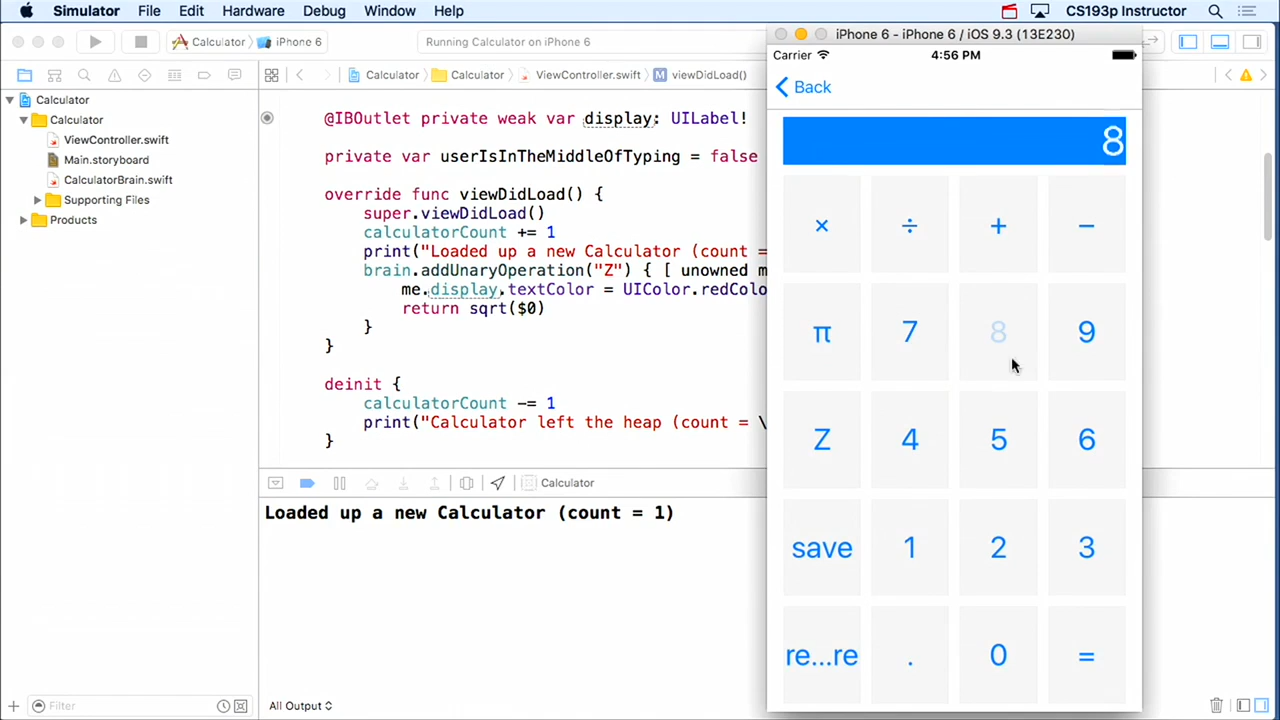 Simulator File Edit Hardware Debug Window Help CS193p Instructor
Calculator iPhone 6 Running Calculator on iPhone 6
iPhone 6 - iPhone 6 / iOS 9.3 (13E230)
Carrier 4:56 PM
Calculator Calculator ViewController.swift M viewDidLoad()
Back
Calculator
Calculator
ViewController.swift
Main.storyboard
CalculatorBrain.swift
Supporting Files
Products
@IBOutlet private weak var display: UILabel!
private var userIsInTheMiddleOfTyping = false
override func viewDidLoad() {
super.viewDidLoad()
calculatorCount += 1
print("Loaded up a new Calculator (count =
brain.addUnaryOperation("Z") { [ unowned m
me.display.textColor = UIColor.redColo
return sqrt($0)
}
}
deinit {
calculatorCount -= 1
print("Calculator left the heap (count = \
}
Calculator
Loaded up a new Calculator (count = 1)
8
× ÷ + −
π 7 8 9
Z 4 5 6
save 1 2 3
re...re . 0 =
Filter
All Output